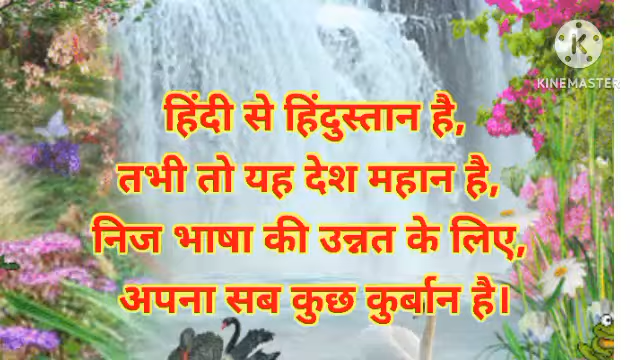 KINEMASTER
हिंदी से हिंदुस्तान है,
तभी तो यह देश महान है,
निज भाषा की उन्नत के लिए,
अपना सब कुछ कुर्बान है।